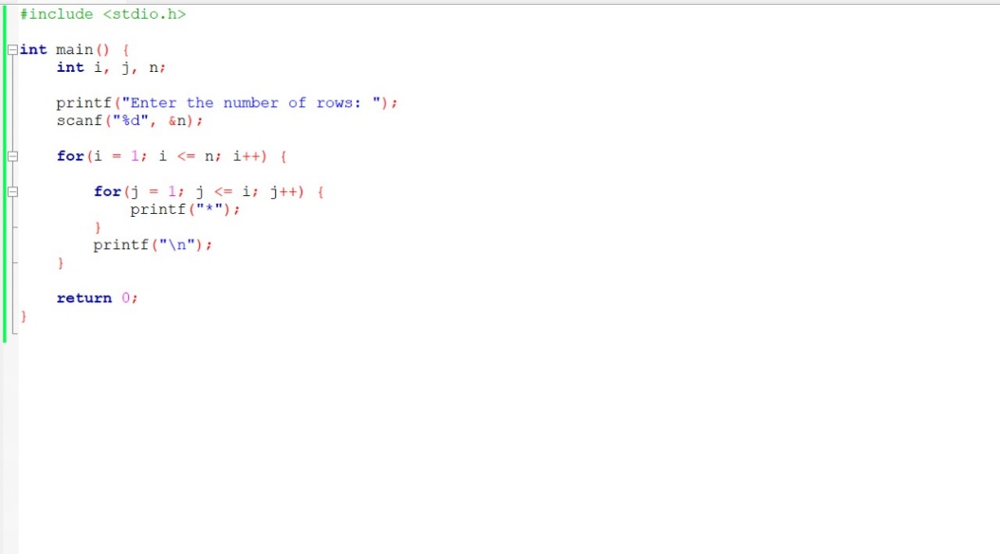 #include <stdio.h>
int main() {
int i, j, n;
printf("Enter the number of rows: ");
scanf("%d", &n);
for(i = 1; i <= n; i++) {
for(j = 1; j <= i; j++) {
printf("*");
}
printf("\n");
}
return 0;
}